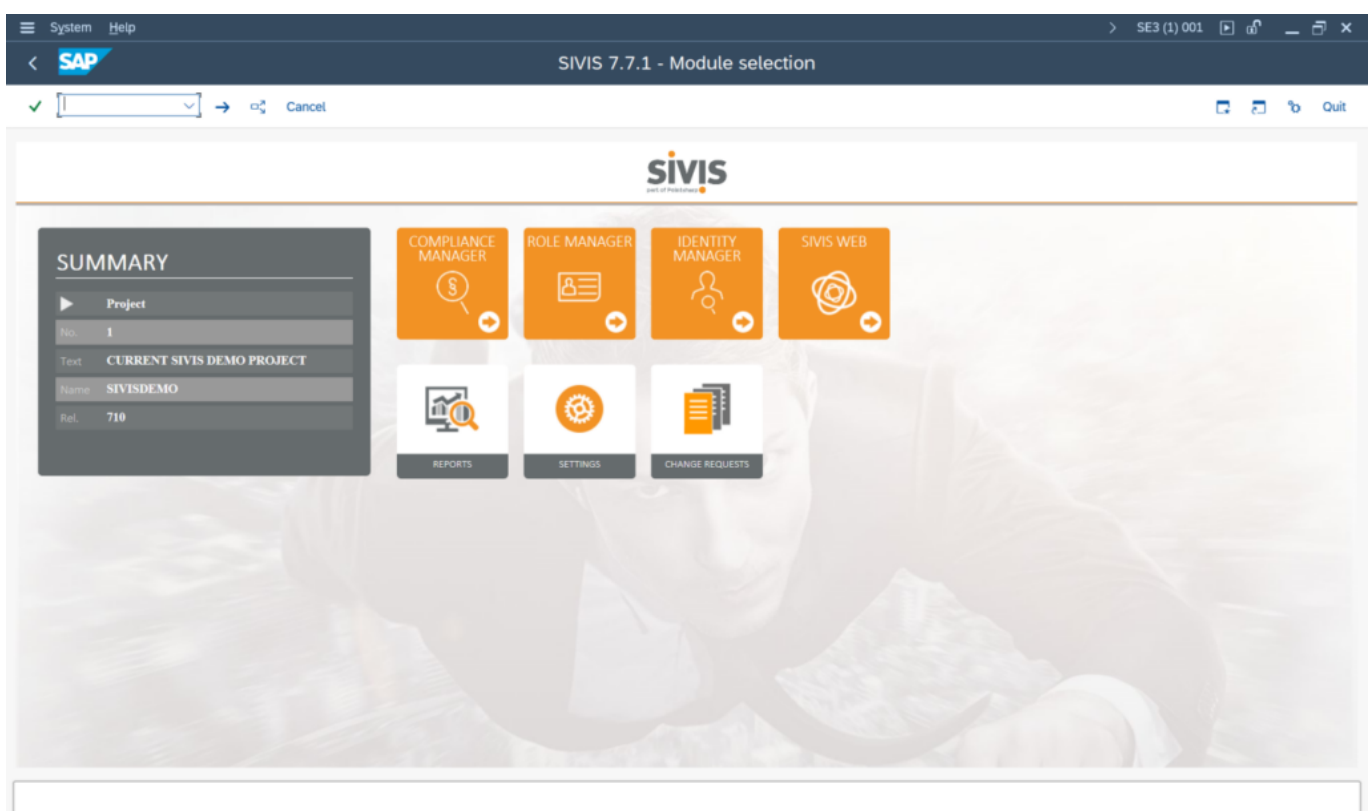 System Help
SE3 (1) 001
SAP
SIVIS 7.7.1 - Module selection
Cancel
Quit
sivis
part of
SUMMARY
Project
No. 1
Text CURRENT SIVIS DEMO PROJECT
Name SIVISDEMO
Rel. 710
COMPLIANCE
MANAGER
§
ROLE MANAGER
IDENTITY
MANAGER
SIVIS WEB
REPORTS
SETTINGS
CHANGE REQUESTS